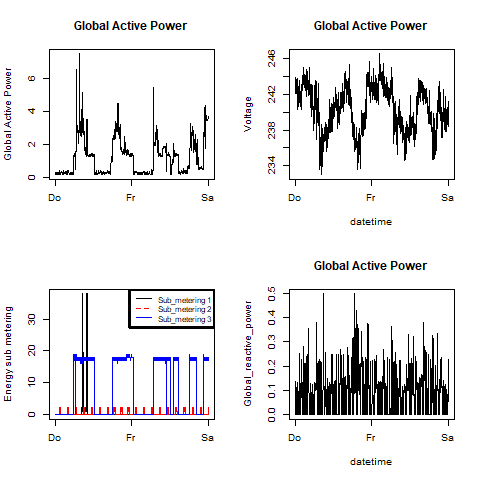 Global Active Power
Global Active Power
0 2 4 6
Do Fr Sa
Global Active Power
Voltage
234 238 242 246
Do Fr Sa
datetime
Energy sub metering
0 10 20 30
Sub_metering 1
Sub_metering 2
Sub_metering 3
Do Fr Sa
Global Active Power
Global_reactive_power
0.0 0.1 0.2 0.3 0.4 0.5
Do Fr Sa
datetime